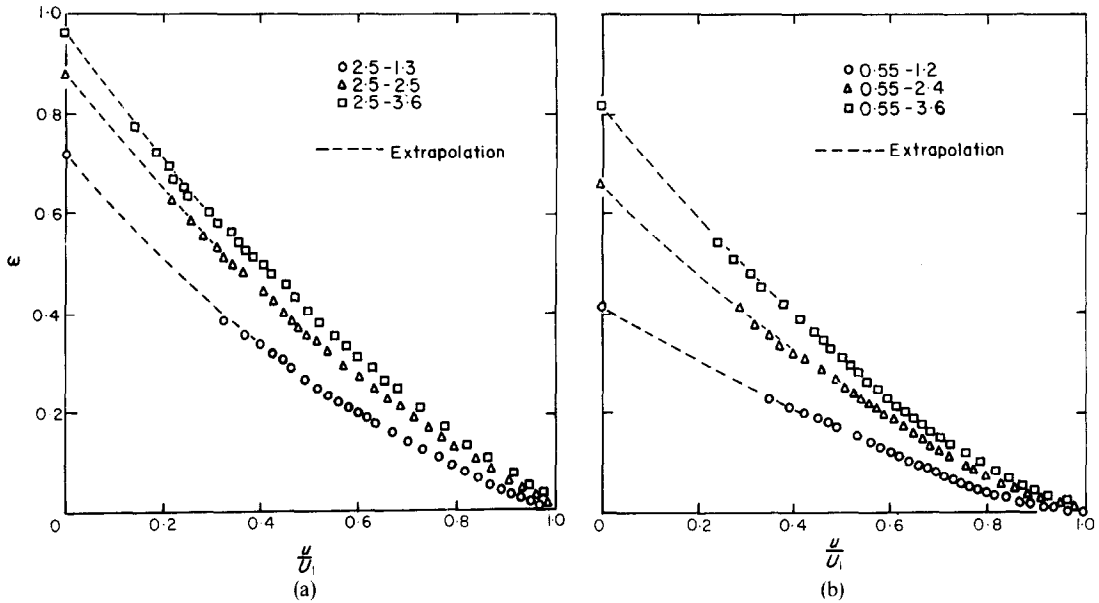 1·0
0·8
0·6
0·4
0·2
0
ε
2·5-1·3
2·5-2·5
2·5-3·6
Extrapolation
0 0·2 0·4 0·6 0·8 1·0
u/U₁
(a)
0·55-1·2
0·55-2·4
0·55-3·6
Extrapolation
0 0·2 0·4 0·6 0·8 1·0
u/U₁
(b)